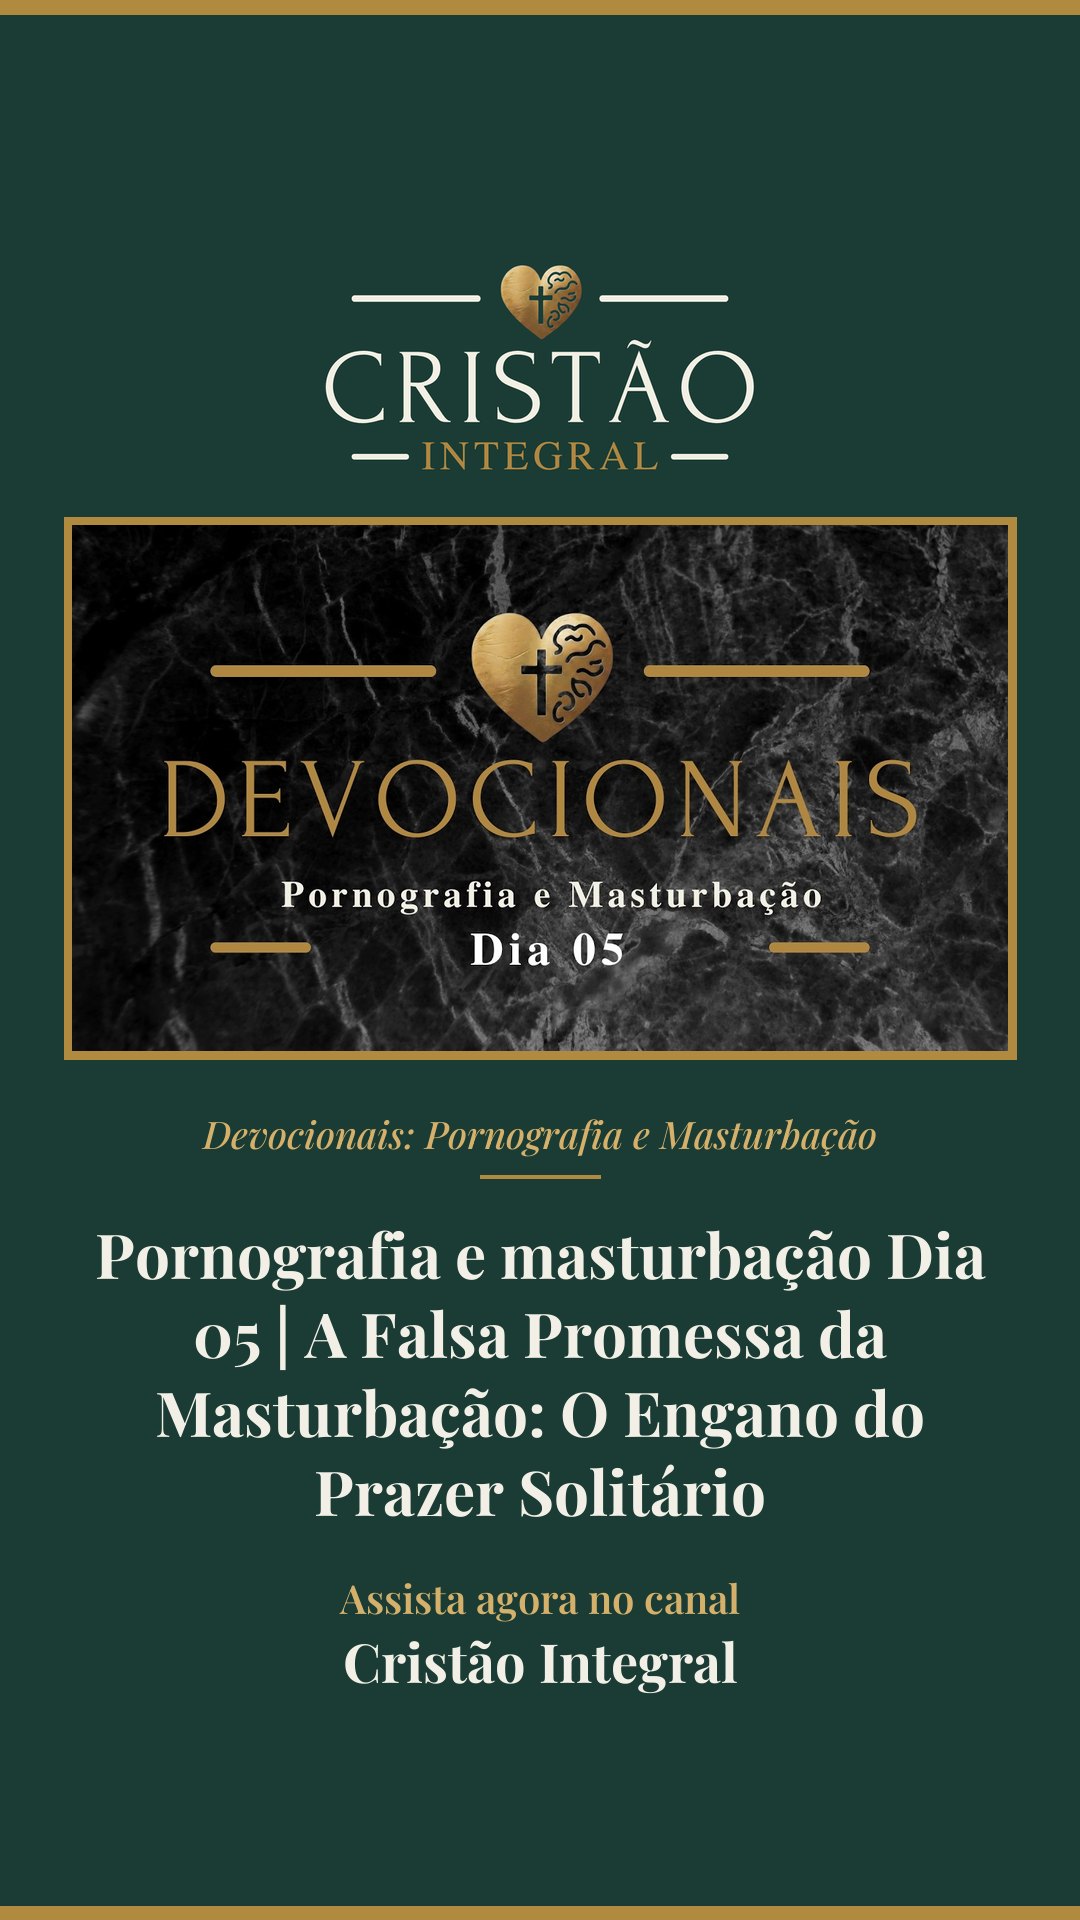 CRISTÃO
INTEGRAL
DEVOCIONAIS
Pornografia e Masturbação
Dia 05
Devocionais: Pornografia e Masturbação
Pornografia e masturbação Dia
05 | A Falsa Promessa da
Masturbação: O Engano do
Prazer Solitário
Assista agora no canal
Cristão Integral